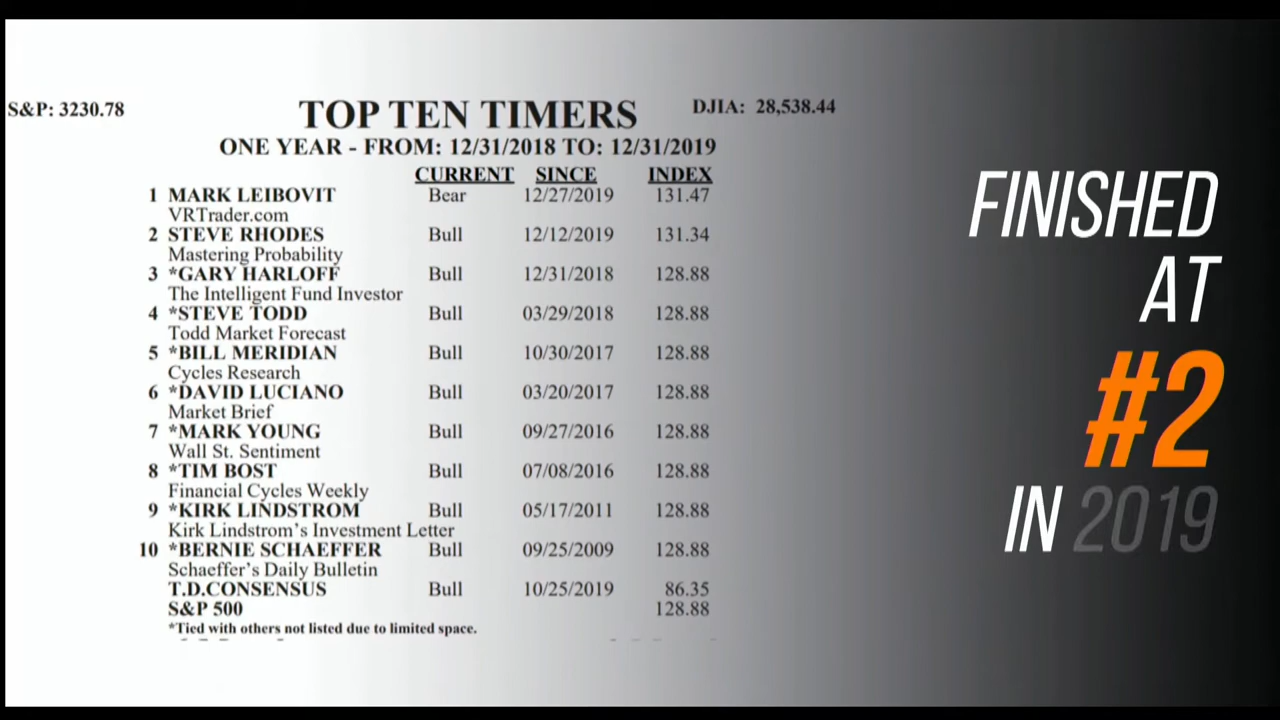 S&P: 3230.78
TOP TEN TIMERS
DJIA: 28,538.44
ONE YEAR - FROM: 12/31/2018 TO: 12/31/2019
CURRENT SINCE INDEX
1 MARK LEIBOVIT Bear 12/27/2019 131.47
VRTrader.com
2 STEVE RHODES Bull 12/12/2019 131.34
Mastering Probability
3 *GARY HARLOFF Bull 12/31/2018 128.88
The Intelligent Fund Investor
4 *STEVE TODD Bull 03/29/2018 128.88
Todd Market Forecast
5 *BILL MERIDIAN Bull 10/30/2017 128.88
Cycles Research
6 *DAVID LUCIANO Bull 03/20/2017 128.88
Market Brief
7 *MARK YOUNG Bull 09/27/2016 128.88
Wall St. Sentiment
8 *TIM BOST Bull 07/08/2016 128.88
Financial Cycles Weekly
9 *KIRK LINDSTROM Bull 05/17/2011 128.88
Kirk Lindstrom's Investment Letter
10 *BERNIE SCHAEFFER Bull 09/25/2009 128.88
Schaeffer's Daily Bulletin
T.D.CONSENSUS Bull 10/25/2019 86.35
S&P 500 128.88
*Tied with others not listed due to limited space.
FINISHED
AT
#2
IN 2019